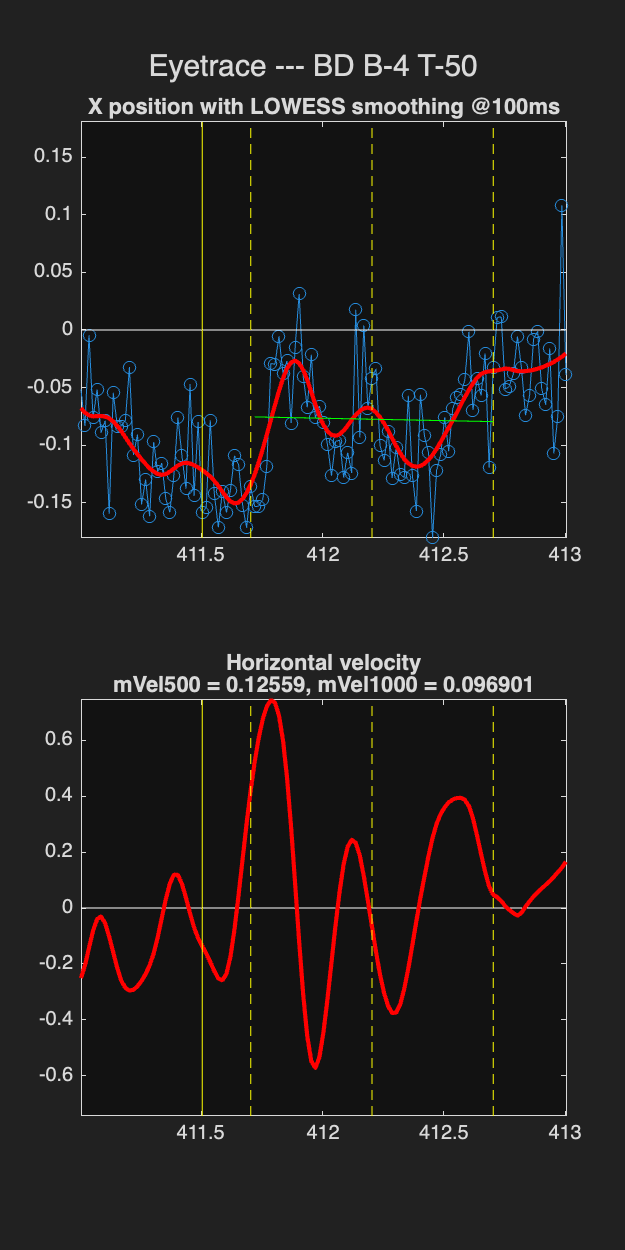 Eyetrace --- BD B-4 T-50
X position with LOWESS smoothing @100ms
0.15
0.1
0.05
0
-0.05
-0.1
-0.15
411.5 412 412.5 413
Horizontal velocity
mVel500 = 0.12559, mVel1000 = 0.096901
0.6
0.4
0.2
0
-0.2
-0.4
-0.6
411.5 412 412.5 413